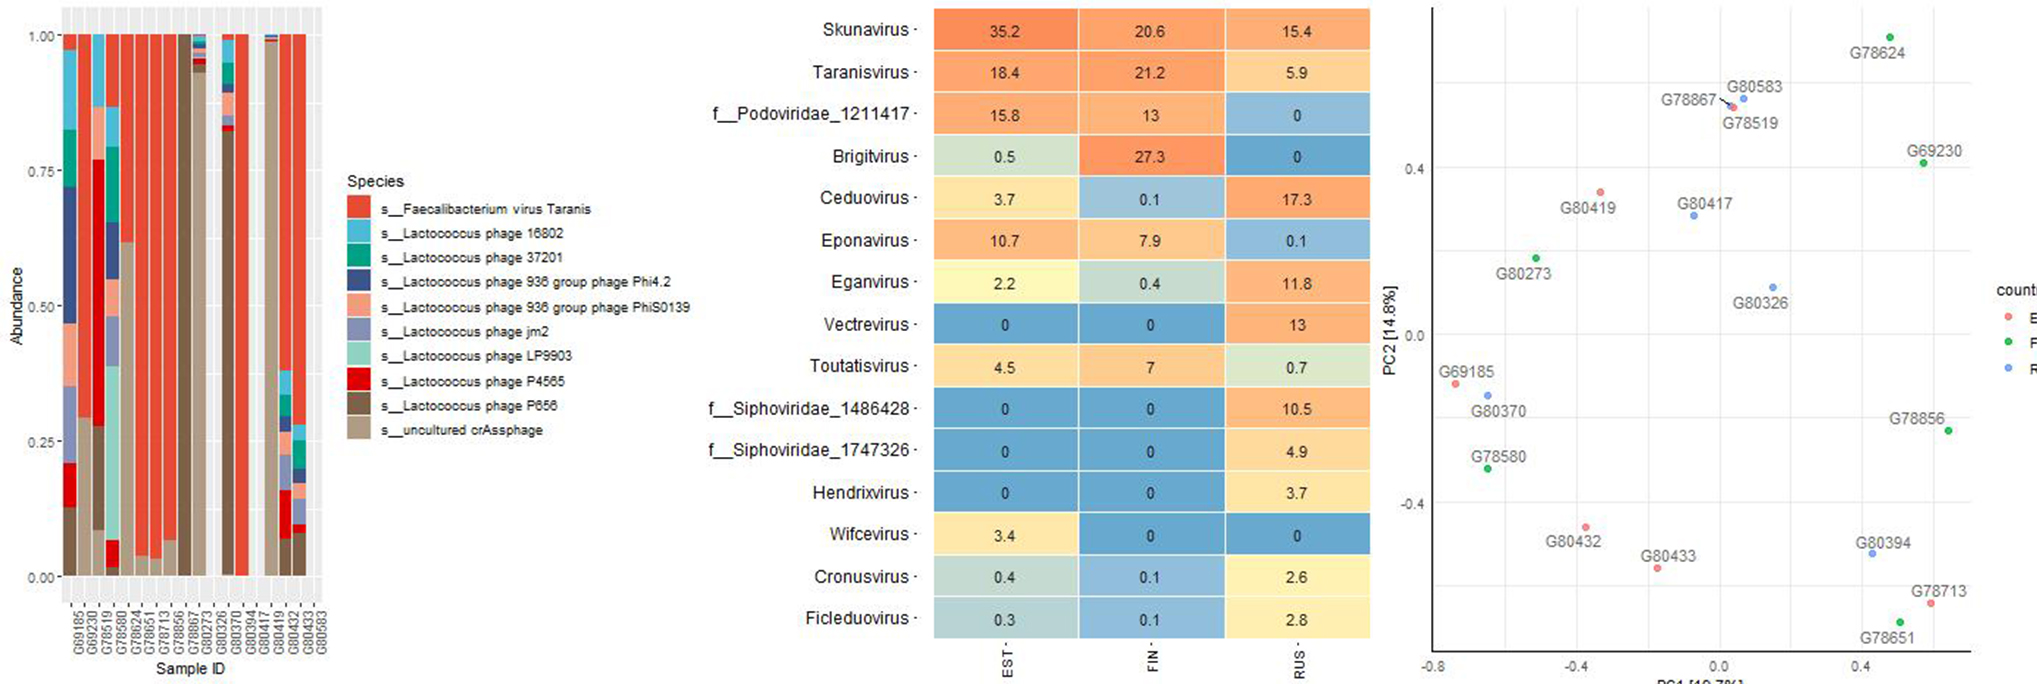 1.00
0.75
0.50
0.25
0.00
Abundance
G69185
G69230
G78519
G78580
G78624
G78651
G78713
G78856
G78867
G80273
G80326
G80370
G80394
G80417
G80419
G80432
G80433
G80583
Sample ID
Species
s__Faecalibacterium virus Taranis
s__Lactococcus phage 16802
s__Lactococcus phage 37201
s__Lactococcus phage 936 group phage Phi4.2
s__Lactococcus phage 936 group phage PhiS0139
s__Lactococcus phage jm2
s__Lactococcus phage LP9903
s__Lactococcus phage P4565
s__Lactococcus phage P656
s__uncultured crAssphage
Skunavirus 35.2 20.6 15.4
Taranisvirus 18.4 21.2 5.9
f__Podoviridae_1211417 15.8 13 0
Brigitvirus 0.5 27.3 0
Ceduovirus 3.7 0.1 17.3
Eponavirus 10.7 7.9 0.1
Eganvirus 2.2 0.4 11.8
Vectrevirus 0 0 13
Toutatisvirus 4.5 7 0.7
f__Siphoviridae_1486428 0 0 10.5
f__Siphoviridae_1747326 0 0 4.9
Hendrixvirus 0 0 3.7
Wifcevirus 3.4 0 0
Cronusvirus 0.4 0.1 2.6
Ficleduovirus 0.3 0.1 2.8
EST FIN RUS
PC2 [14.8%]
0.4
0.0
-0.4
G78624
G80583
G78867
G78519
G69230
G80419
G80417
G80273
G80326
G69185
G80370
G78856
G78580
G80432
G80433
G80394
G78713
G78651
-0.8 -0.4 0.0 0.4
countr
E
F
R